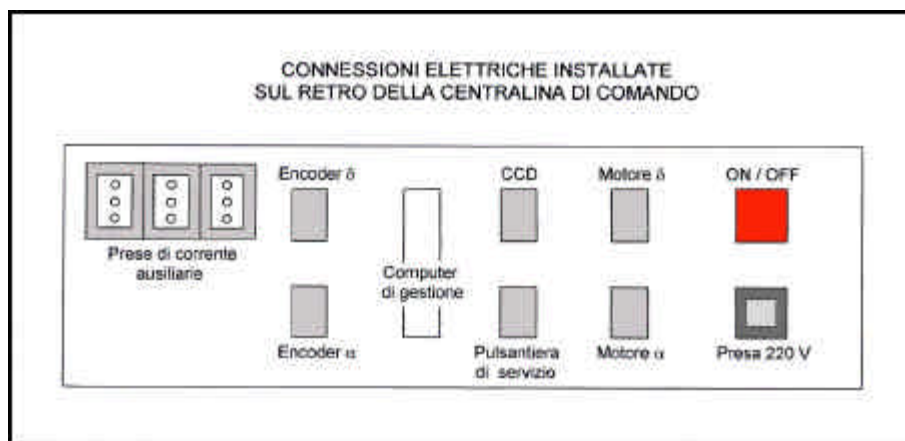 CONNESSIONI ELETTRICHE INSTALLATE
SUL RETRO DELLA CENTRALINA DI COMANDO
Encoder δ
CCD
Motore δ
ON / OFF
Prese di corrente
ausiliarie
Computer
di gestione
Encoder α
Pulsantiera
di servizio
Motore α
Presa 220 V